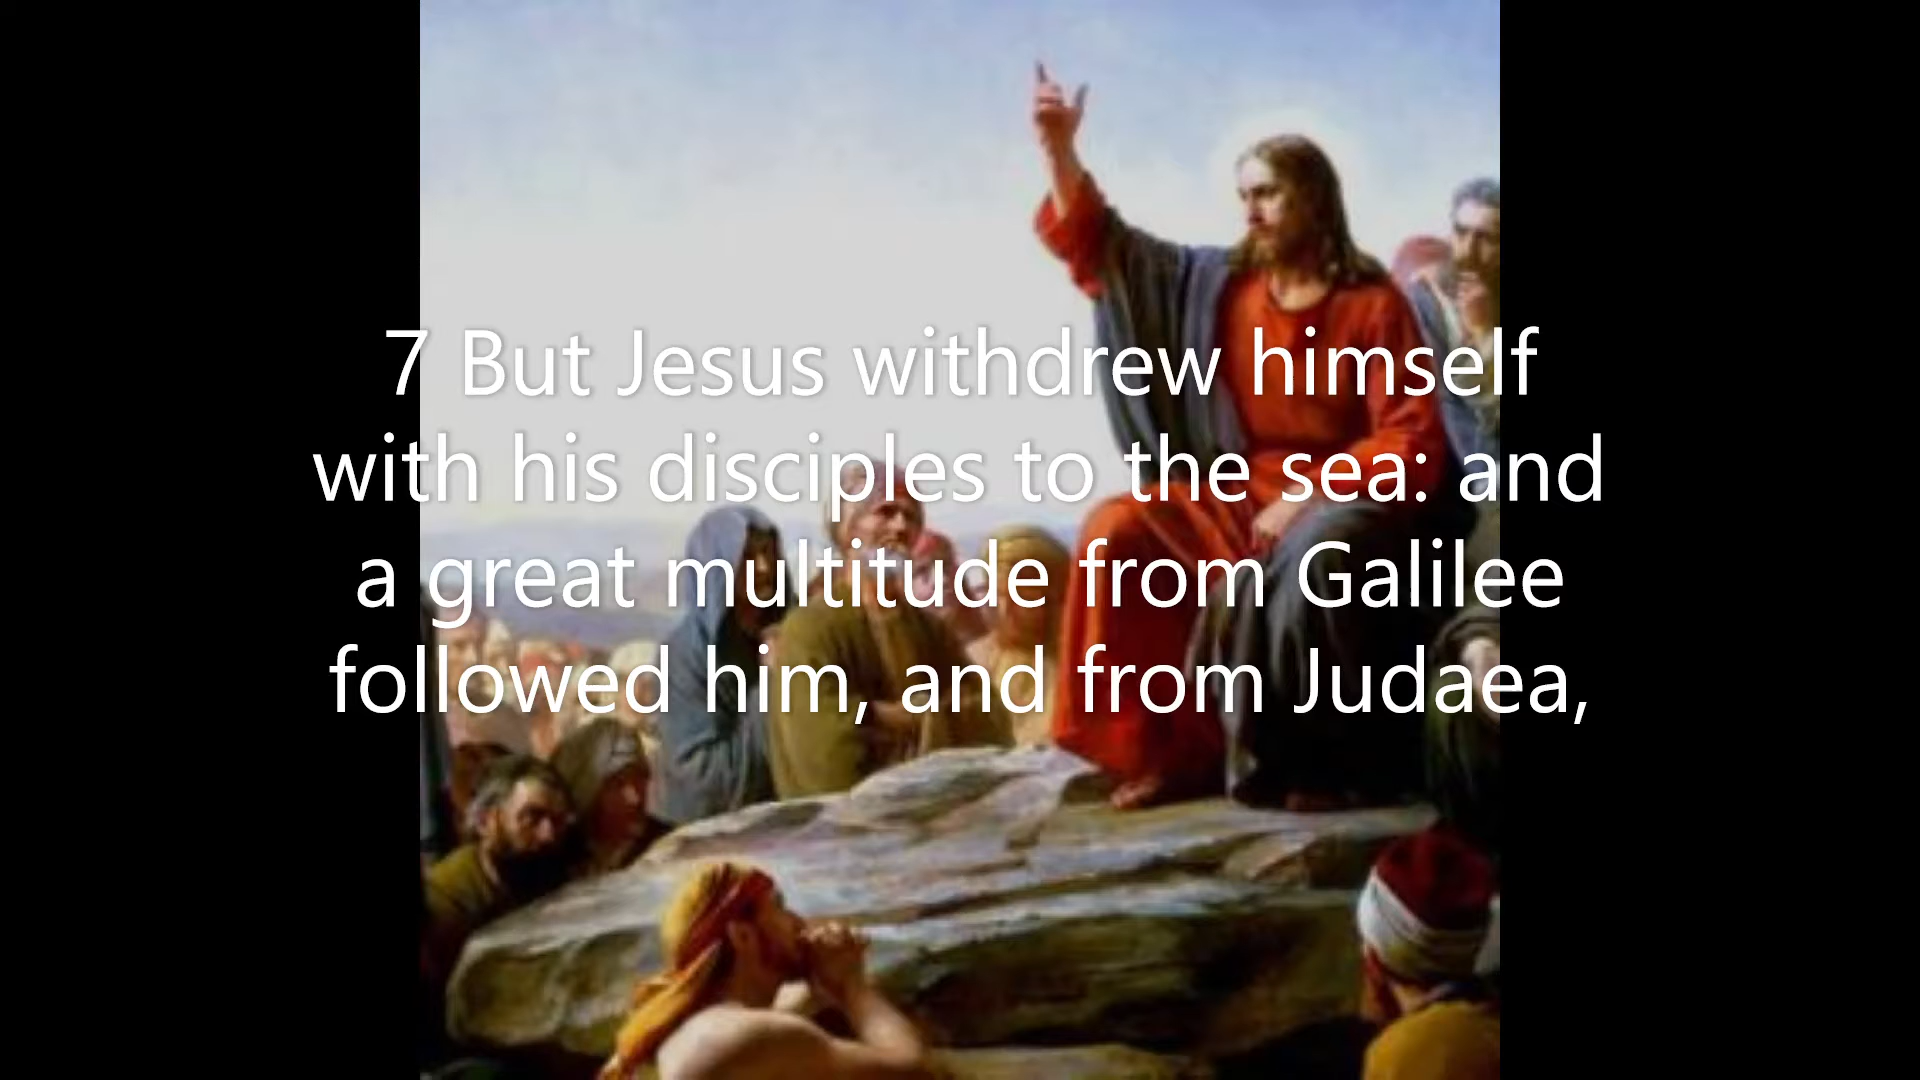 7 But Jesus withdrew himself
with his disciples to the sea: and
a great multitude from Galilee
followed him, and from Judaea,